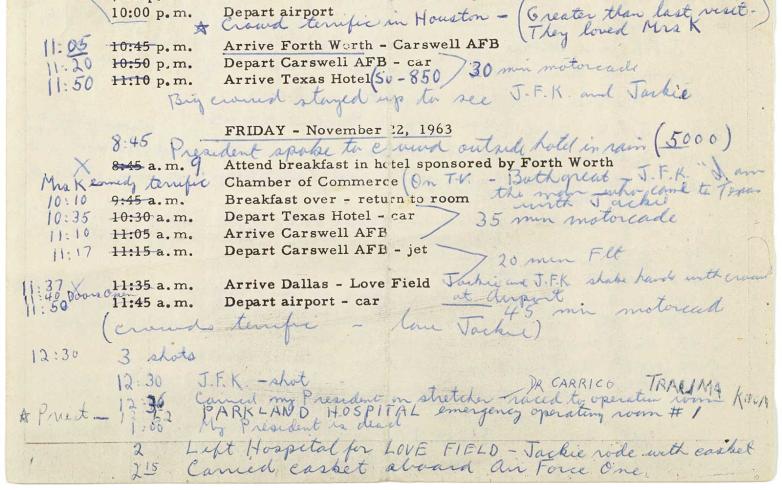 10:00 p.m. Depart airport
★ Crowd terrific in Houston - (Greater than last visit.
They loved Mrs K
11:05 10:45 p.m. Arrive Forth Worth - Carswell AFB
11:20 10:50 p.m. Depart Carswell AFB - car 30 min motorcade
11:50 11:10 p.m. Arrive Texas Hotel (Su-850)
Big crowd stayed up to see J.F.K. and Jackie
FRIDAY - November 22, 1963
8:45 President spoke to crowd outside hotel in rain (5000)
X 8:45 a.m. 9 Attend breakfast in hotel sponsored by Forth Worth
Mrs Kennedy terrific Chamber of Commerce (On T.V. - Both great - J.F.K. "I am
the man who came to Texas
with Jackie
10:10 9:45 a.m. Breakfast over - return to room
10:35 10:30 a.m. Depart Texas Hotel - car 35 min motorcade
11:10 11:05 a.m. Arrive Carswell AFB
11:17 11:15 a.m. Depart Carswell AFB - jet
20 min Flt
11:37 X 11:35 a.m. Arrive Dallas - Love Field Jackie and J.F.K. shake hands with crowd
at airport
11:40 Doors open
11:50 11:45 a.m. Depart airport - car 45 min motorcad
(crowds terrific - love Jackie)
12:30 3 shots
12:30 J.F.K. - shot
DR CARRICO TRAUMA
12:36 Carried my President on stretcher - raced to operation room
★ Priest - PARKLAND HOSPITAL emergency operating room # 1
1:00 My President is dead
2 Left Hospital for LOVE FIELD - Jackie rode with casket
2 15 Carried casket aboard Air Force One.